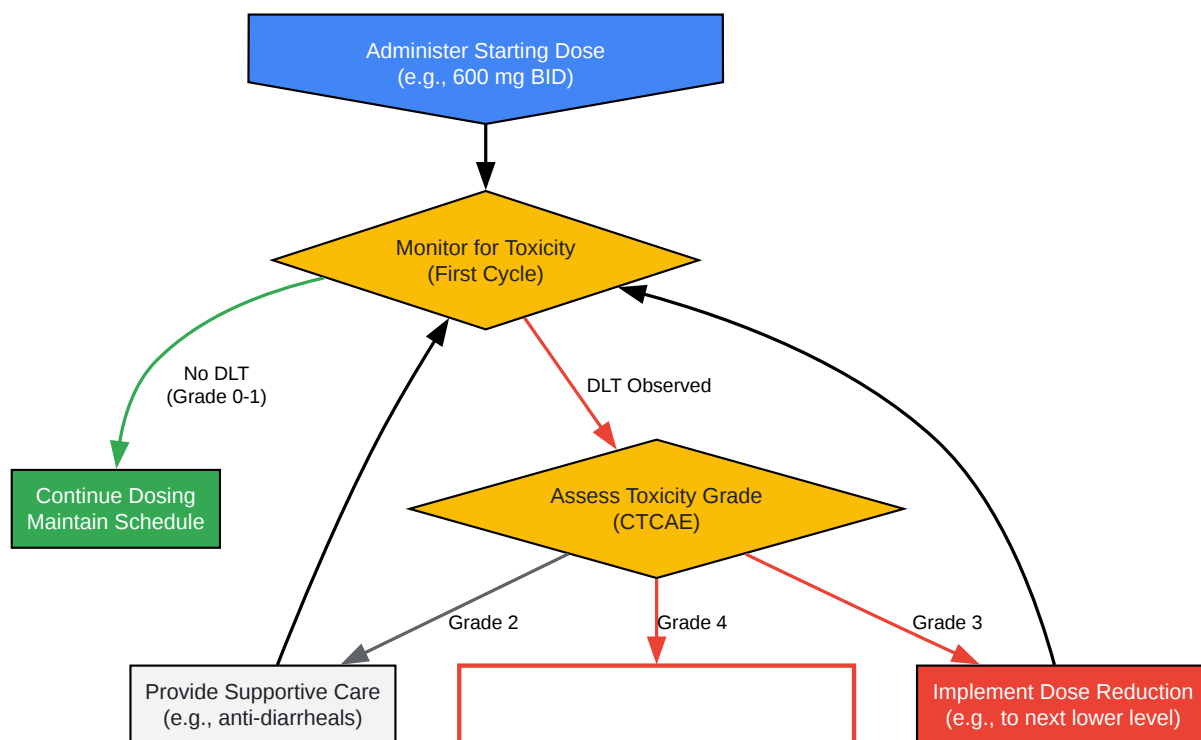 Administer Starting Dose
(e.g., 600 mg BID)
Monitor for Toxicity
(First Cycle)
No DLT
(Grade 0-1)
DLT Observed
Continue Dosing
Maintain Schedule
Assess Toxicity Grade
(CTCAE)
Grade 2
Grade 4
Grade 3
Provide Supportive Care
(e.g., anti-diarrheals)
Implement Dose Reduction
(e.g., to next lower level)